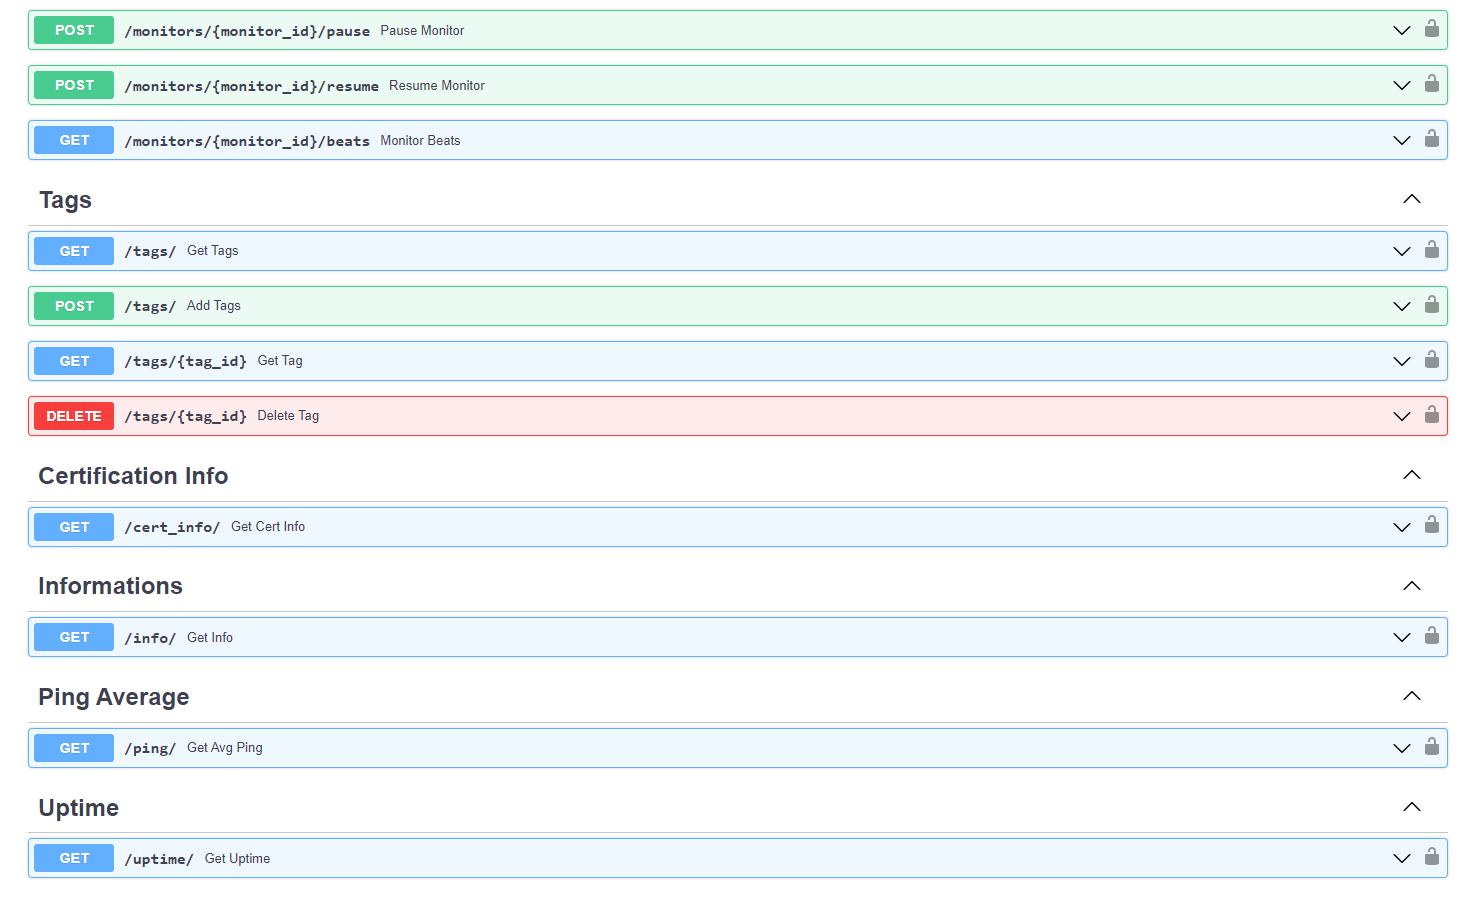 POST /monitors/{monitor_id}/pause Pause Monitor
POST /monitors/{monitor_id}/resume Resume Monitor
GET /monitors/{monitor_id}/beats Monitor Beats
Tags
GET /tags/ Get Tags
POST /tags/ Add Tags
GET /tags/{tag_id} Get Tag
DELETE /tags/{tag_id} Delete Tag
Certification Info
GET /cert_info/ Get Cert Info
Informations
GET /info/ Get Info
Ping Average
GET /ping/ Get Avg Ping
Uptime
GET /uptime/ Get Uptime